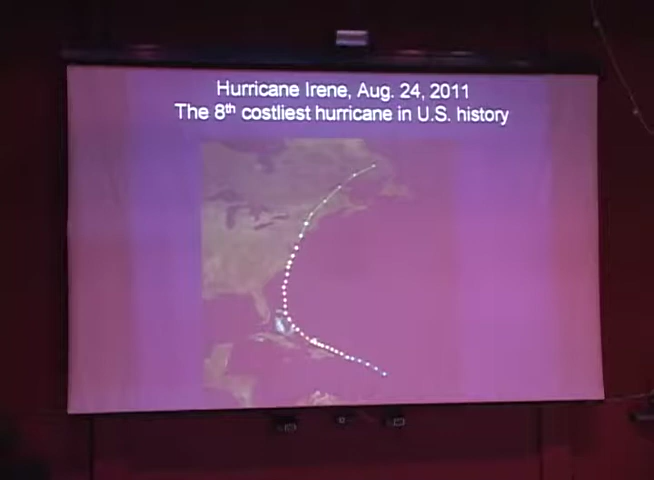 Hurricane Irene, Aug. 24, 2011
The 8th costliest hurricane in U.S. history